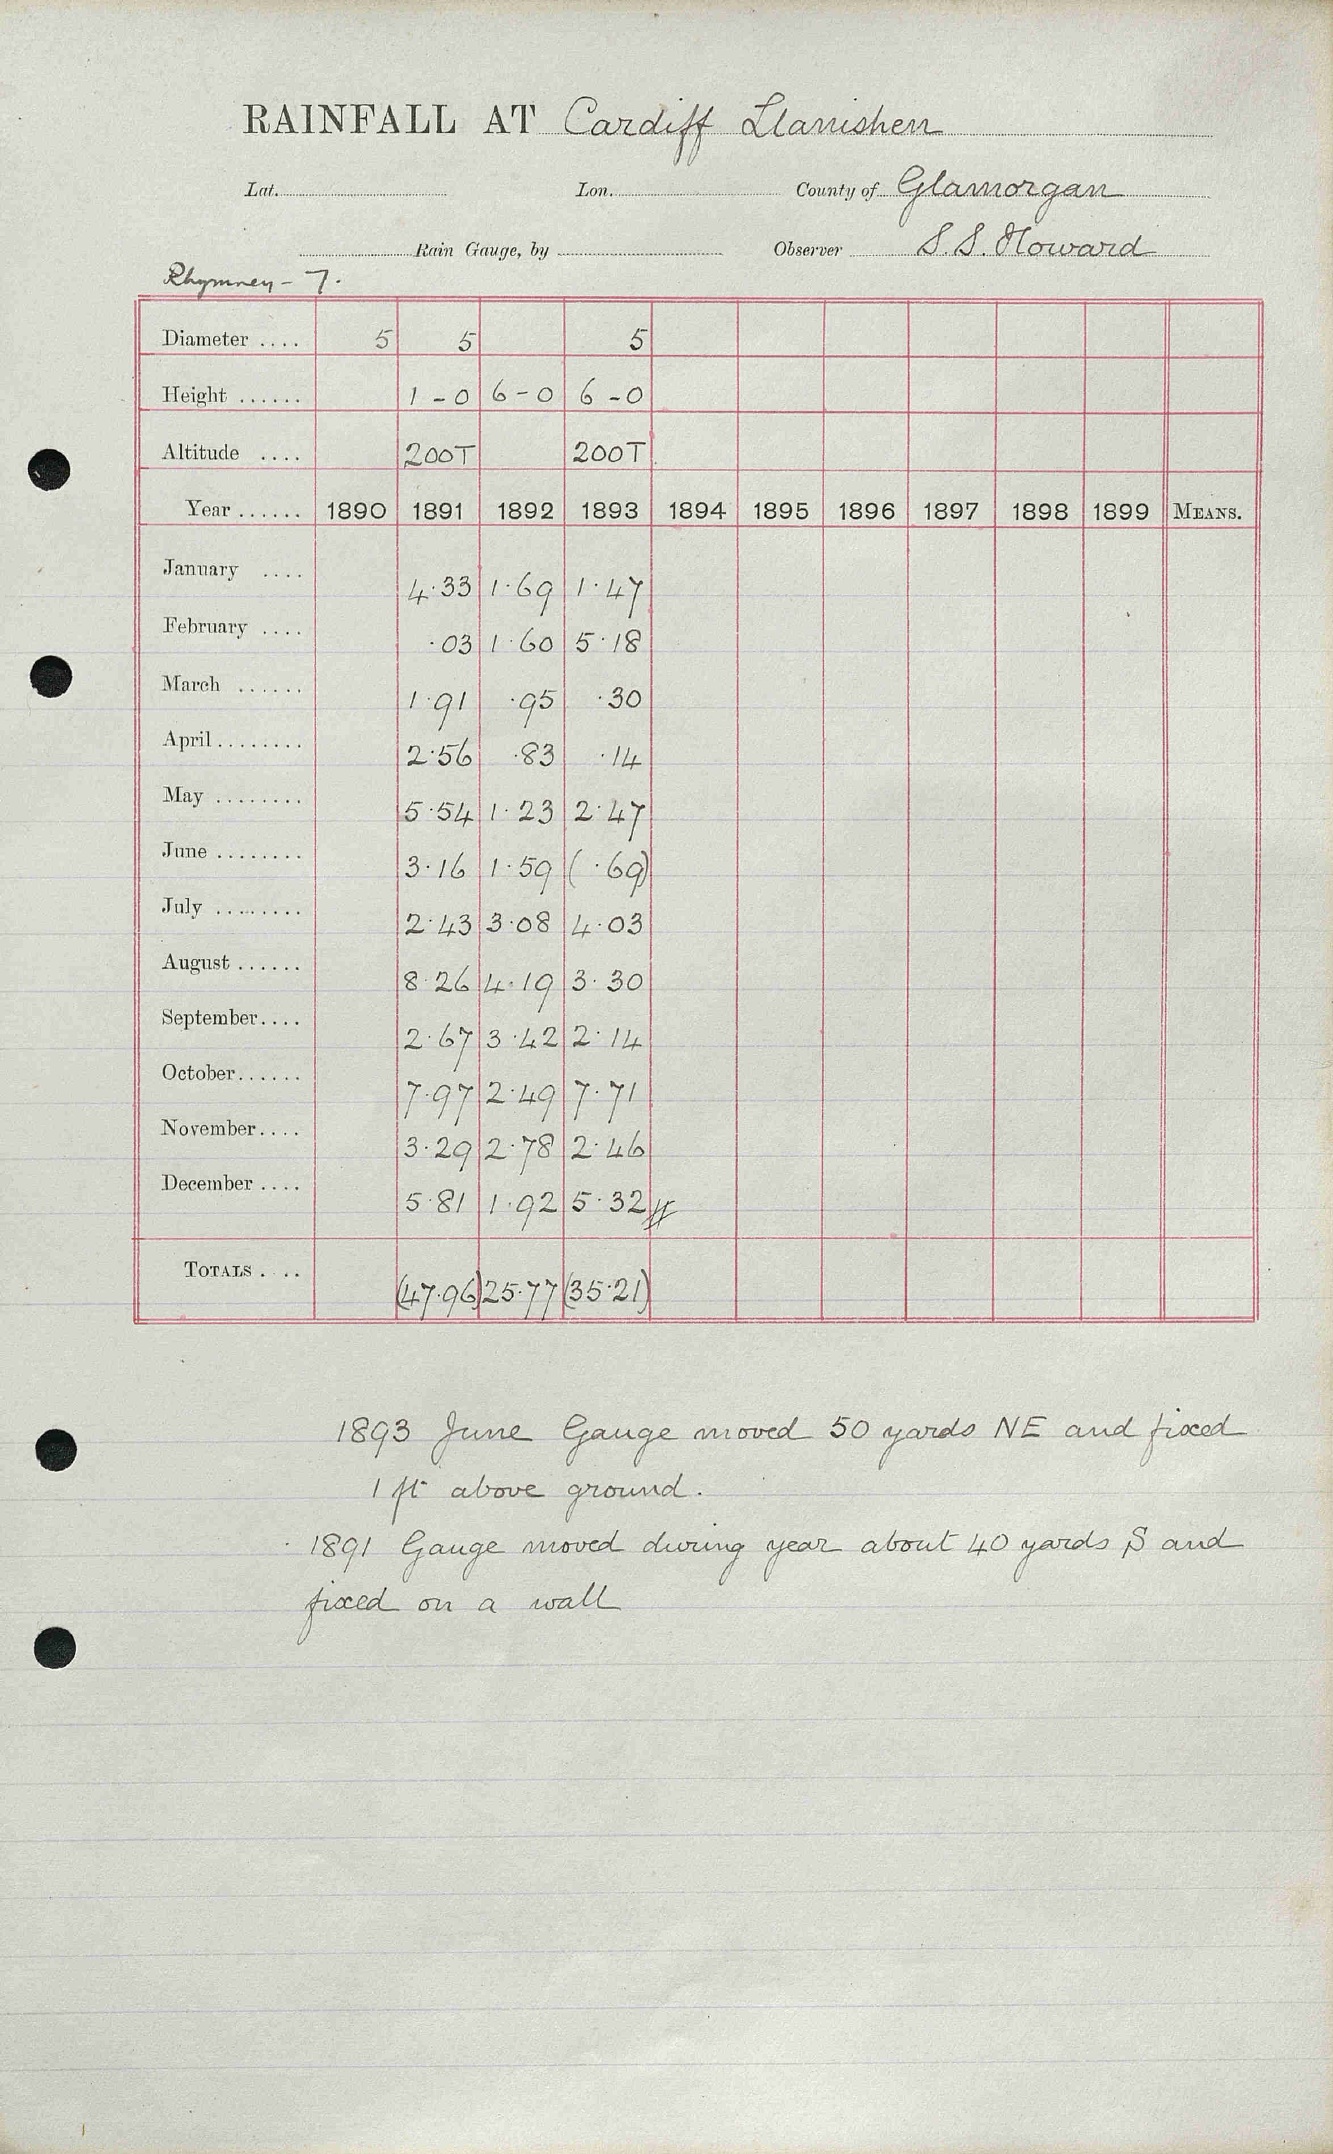 RAINFALL AT Cardiff Llanishen
Lat. Lon. County of Glamorgan
Rain Gauge, by Observer S.S. Howard
Rhymney - 7.
Diameter .... 5 5 5
Height ...... 1-0 6-0 6-0
Altitude .... 200T 200T
Year ...... 1890 1891 1892 1893 1894 1895 1896 1897 1898 1899 MEANS.
January .... 4.33 1.69 1.47
February .... .03 1.60 5.18
March ...... 1.91 .95 .30
April ........ 2.56 .83 .14
May ........ 5.54 1.23 2.47
June ........ 3.16 1.59 (.69)
July ........ 2.43 3.08 4.03
August ...... 8.26 4.19 3.30
September.... 2.67 3.42 2.14
October...... 7.97 2.49 7.71
November.... 3.29 2.78 2.46
December .... 5.81 1.92 5.32
TOTALS .... (47.96) 25.77 (35.21)
1893 June Gauge moved 50 yards NE and fixed
1 ft above ground.
1891 Gauge moved during year about 40 yards S and
fixed on a wall